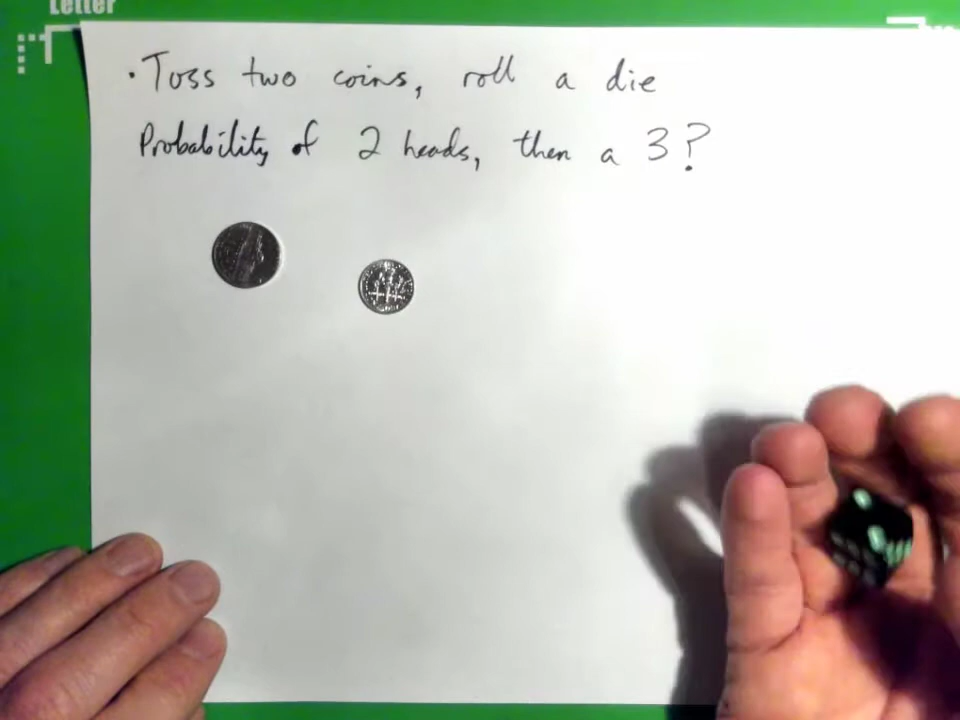 Letter
· Toss two coins, roll a die
Probability of 2 heads, then a 3?